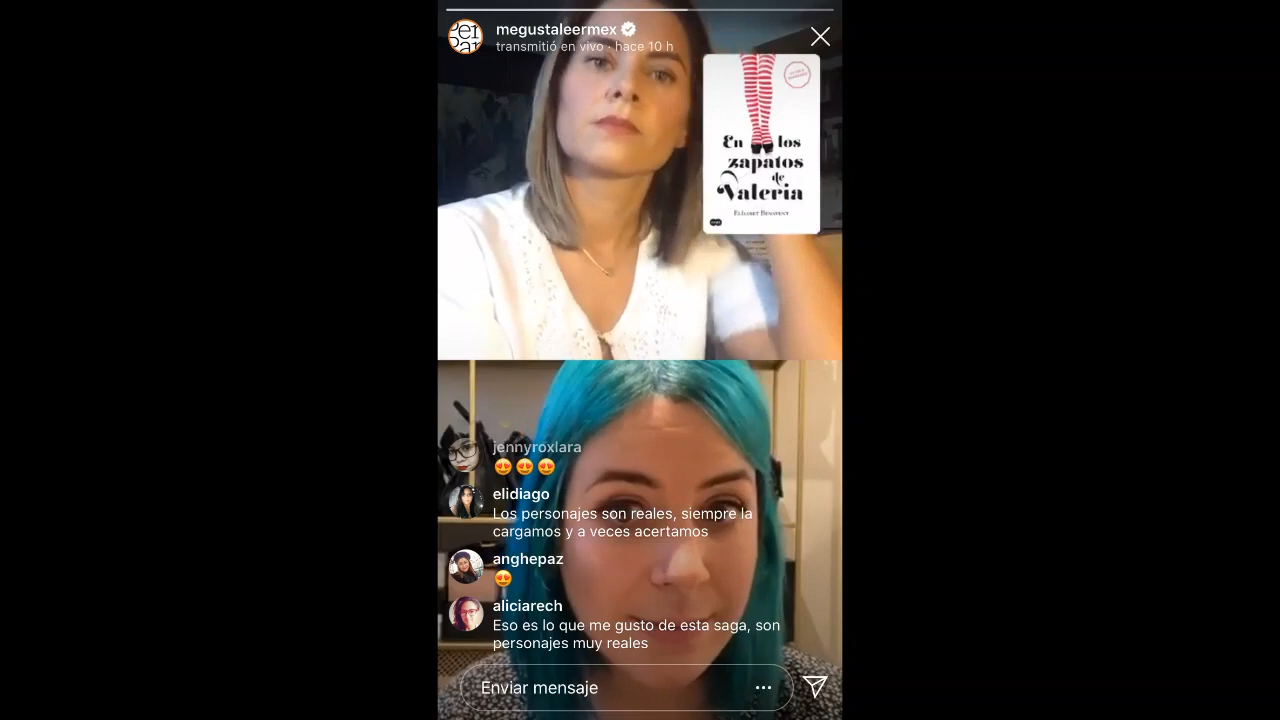 megustaleermex
transmitió en vivo · hace 10 h
En los
zapatos
de
Valeria
Elísabet Benavent
jennyroxlara
😍 😍 😍
elidiago
Los personajes son reales, siempre la
cargamos y a veces acertamos
anghepaz
😍
aliciarech
Eso es lo que me gusto de esta saga, son
personajes muy reales
Enviar mensaje